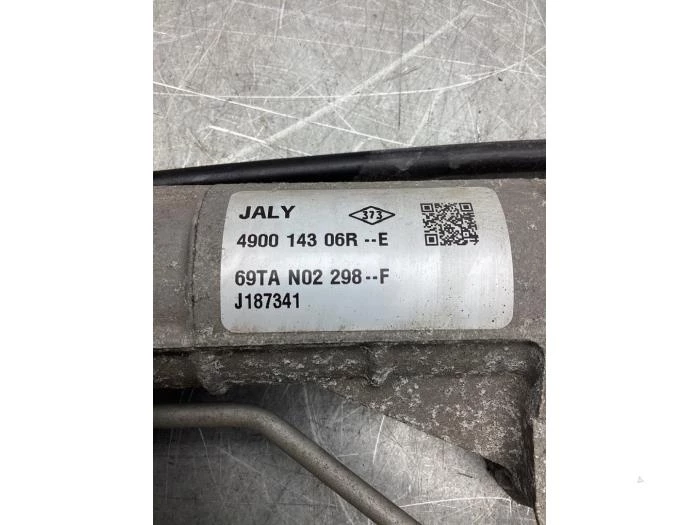 JALY 373
4900 143 06R --E
69TA N02 298--F
J187341